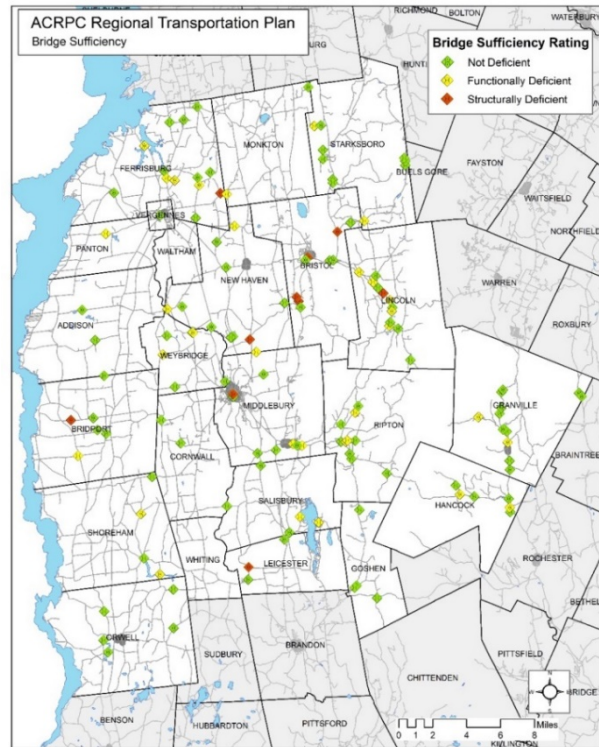 ACRPC Regional Transportation Plan
Bridge Sufficiency
Bridge Sufficiency Rating
Not Deficient
Functionally Deficient
Structurally Deficient
RICHMOND
BOLTON
WATERBURY
MONKTON
STARKSBORO
FERRISBURG
BUELS GORE
FAYSTON
WAITSFIELD
VERGENNES
PANTON
WALTHAM
NORTHFIELD
BRISTOL
NEW HAVEN
LINCOLN
WARREN
ADDISON
ROXBURY
WEYBRIDGE
MIDDLEBURY
GRANVILLE
BRIDPORT
RIPTON
CORNWALL
BRAINTREE
SALISBURY
HANCOCK
SHOREHAM
ROCHESTER
WHITING
LEICESTER
GOSHEN
BETHEL
ORWELL
SUDBURY
BRANDON
PITTSFIELD
CHITTENDEN
BENSON
HUBBARDTON
PITTSFORD
BRIDGE
N
0 1 2 4 6 8
Miles